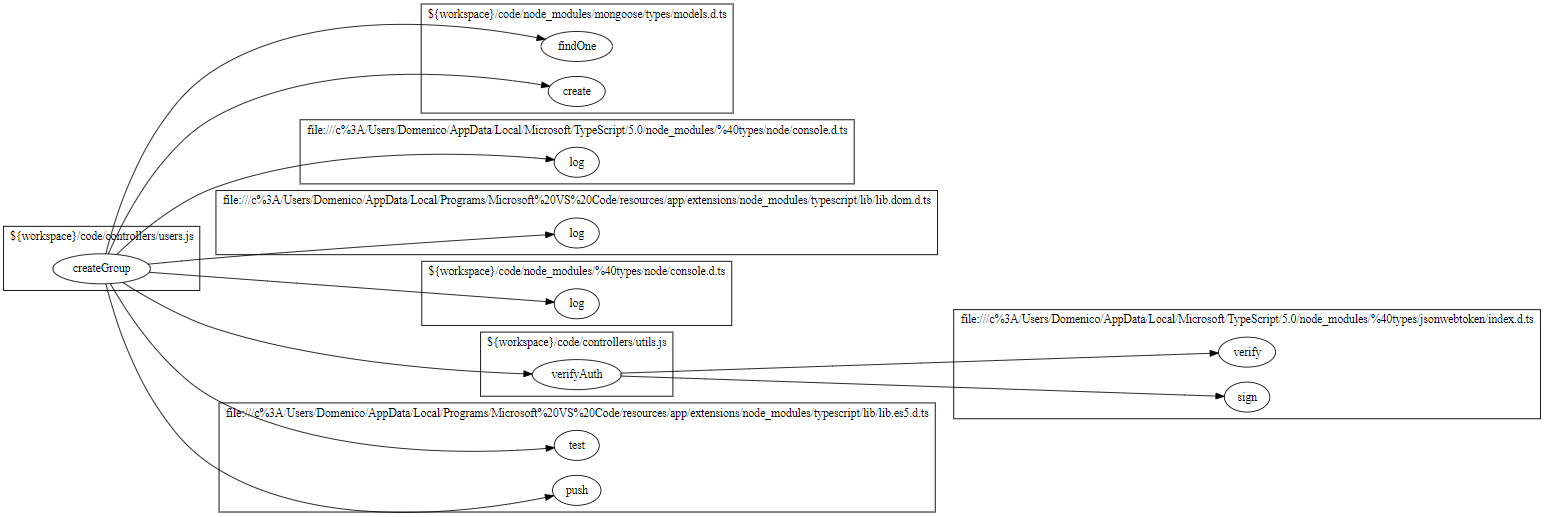 ${workspace}/code/node_modules/mongoose/types/models.d.ts
findOne
create
file:///c%3A/Users/Domenico/AppData/Local/Microsoft/TypeScript/5.0/node_modules/%40types/node/console.d.ts
log
file:///c%3A/Users/Domenico/AppData/Local/Programs/Microsoft%20VS%20Code/resources/app/extensions/node_modules/typescript/lib/lib.dom.d.ts
log
${workspace}/code/controllers/users.js
createGroup
${workspace}/code/node_modules/%40types/node/console.d.ts
log
${workspace}/code/controllers/utils.js
verifyAuth
file:///c%3A/Users/Domenico/AppData/Local/Microsoft/TypeScript/5.0/node_modules/%40types/jsonwebtoken/index.d.ts
verify
sign
file:///c%3A/Users/Domenico/AppData/Local/Programs/Microsoft%20VS%20Code/resources/app/extensions/node_modules/typescript/lib/lib.es5.d.ts
test
push